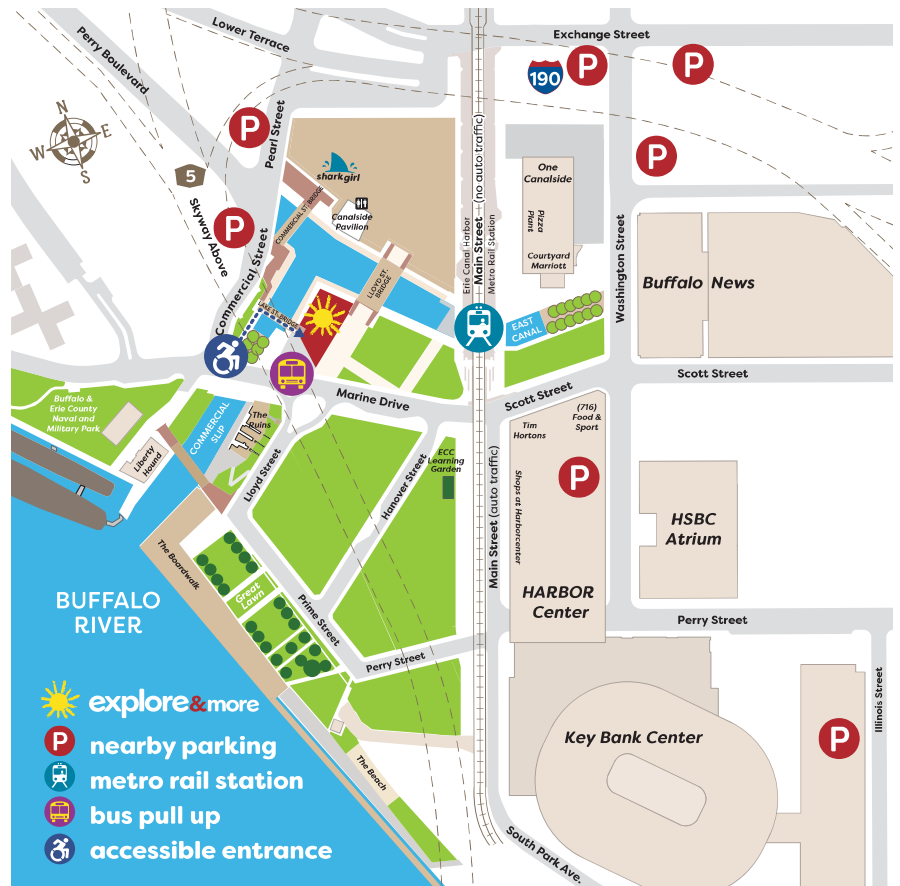 Exchange Street
Lower Terrace
Perry Boulevard
190
P
P
P
P
P
N
E
S
W
5
Skyway Above
Pearl Street
sharkgirl
COMMERCIAL ST. BRIDGE
Canalside
Pavilion
LLOYD ST.
BRIDGE
Erie Canal Harbor
Metro Rail Station
Main Street (no auto traffic)
One
Canalside
Pizza
Plant
Courtyard
Marriott
Washington Street
Buffalo News
Commercial Street
LAKE ST. BRIDGE
EAST
CANAL
Scott Street
Scott Street
Marine Drive
Buffalo &
Erie County
Naval and
Military Park
COMMERCIAL
SLIP
The
Ruins
Liberty
Hound
Lloyd Street
Hanover Street
ECC
Learning
Garden
Main Street (auto traffic)
Tim
Hortons
(716)
Food &
Sport
P
Shops at Harborcenter
HARBOR
Center
HSBC
Atrium
The Boardwalk
Great
Lawn
Prime Street
Perry Street
Perry Street
Illinois Street
BUFFALO
RIVER
Key Bank Center
P
The Beach
South Park Ave.
explore&more
P nearby parking
metro rail station
bus pull up
accessible entrance